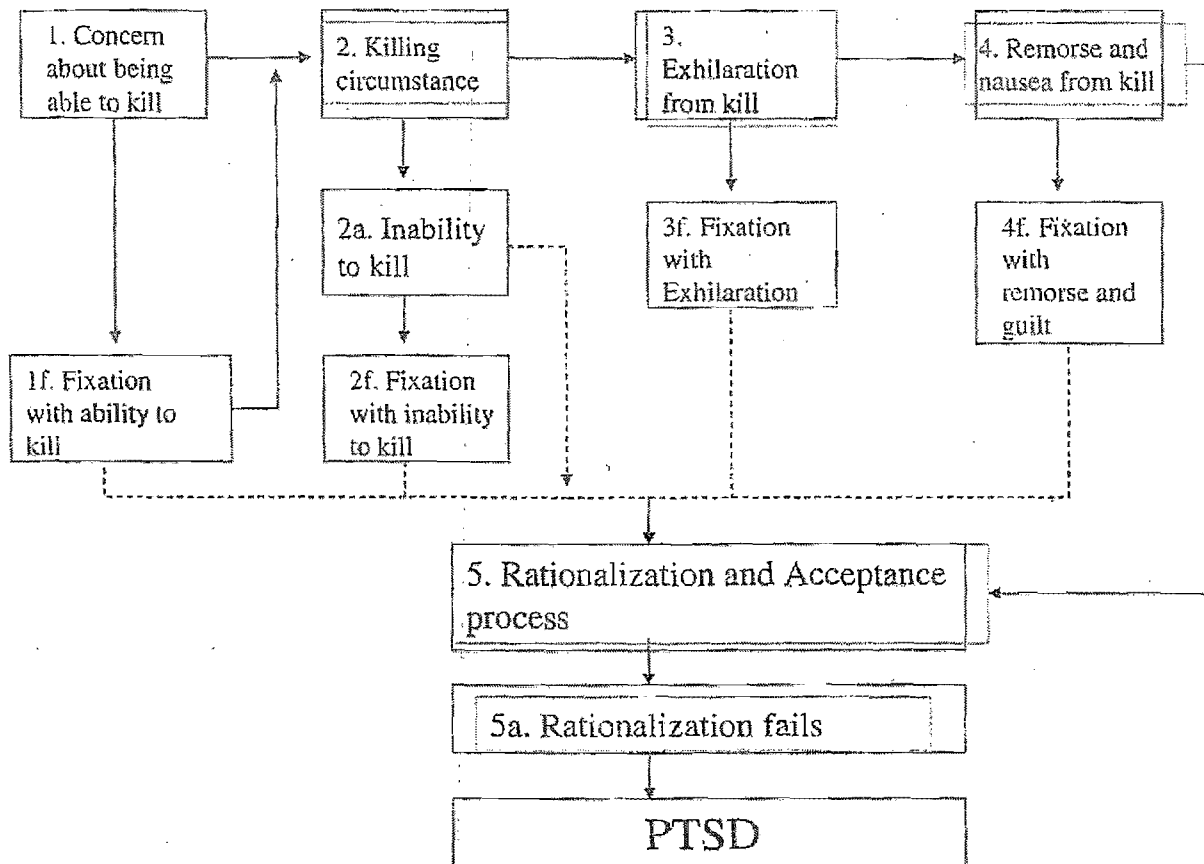 1. Concern
about being
able to kill
2. Killing
circumstance
3.
Exhilaration
from kill
4. Remorse and
nausea from kill
2a. Inability
to kill
3f. Fixation
with
Exhilaration
4f. Fixation
with
remorse and
guilt
1f. Fixation
with ability to
kill
2f. Fixation
with inability
to kill
5. Rationalization and Acceptance
process
5a. Rationalization fails
PTSD